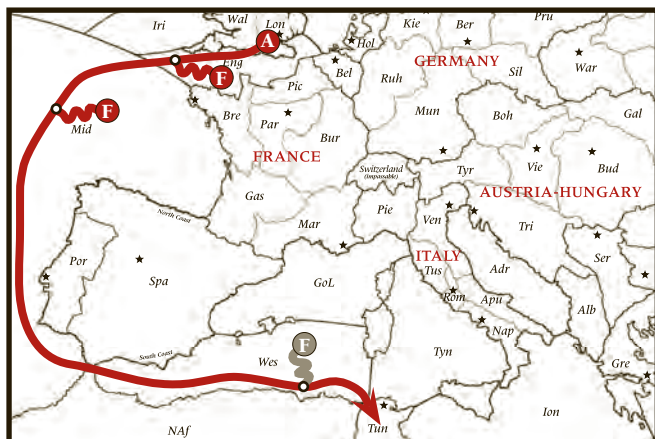 Iri
Wal
Lon
Kie
Ber
Pru
A
Hol
Eng
F
Bel
GERMANY
War
Pic
Ruh
Sil
F
Mid
Bre
Par
Mun
Boh
Gal
Bur
FRANCE
Switzerland
(Impassable)
Tyr
Vie
Bud
AUSTRIA-HUNGARY
Gas
North Coast
Mar
Pie
Ven
Tri
Por
Spa
GoL
ITALY
Tus
Adr
Ser
Rom
Apu
Alb
Nap
F
South Coast
Wes
Tyn
Gre
Ion
NAf
Tun